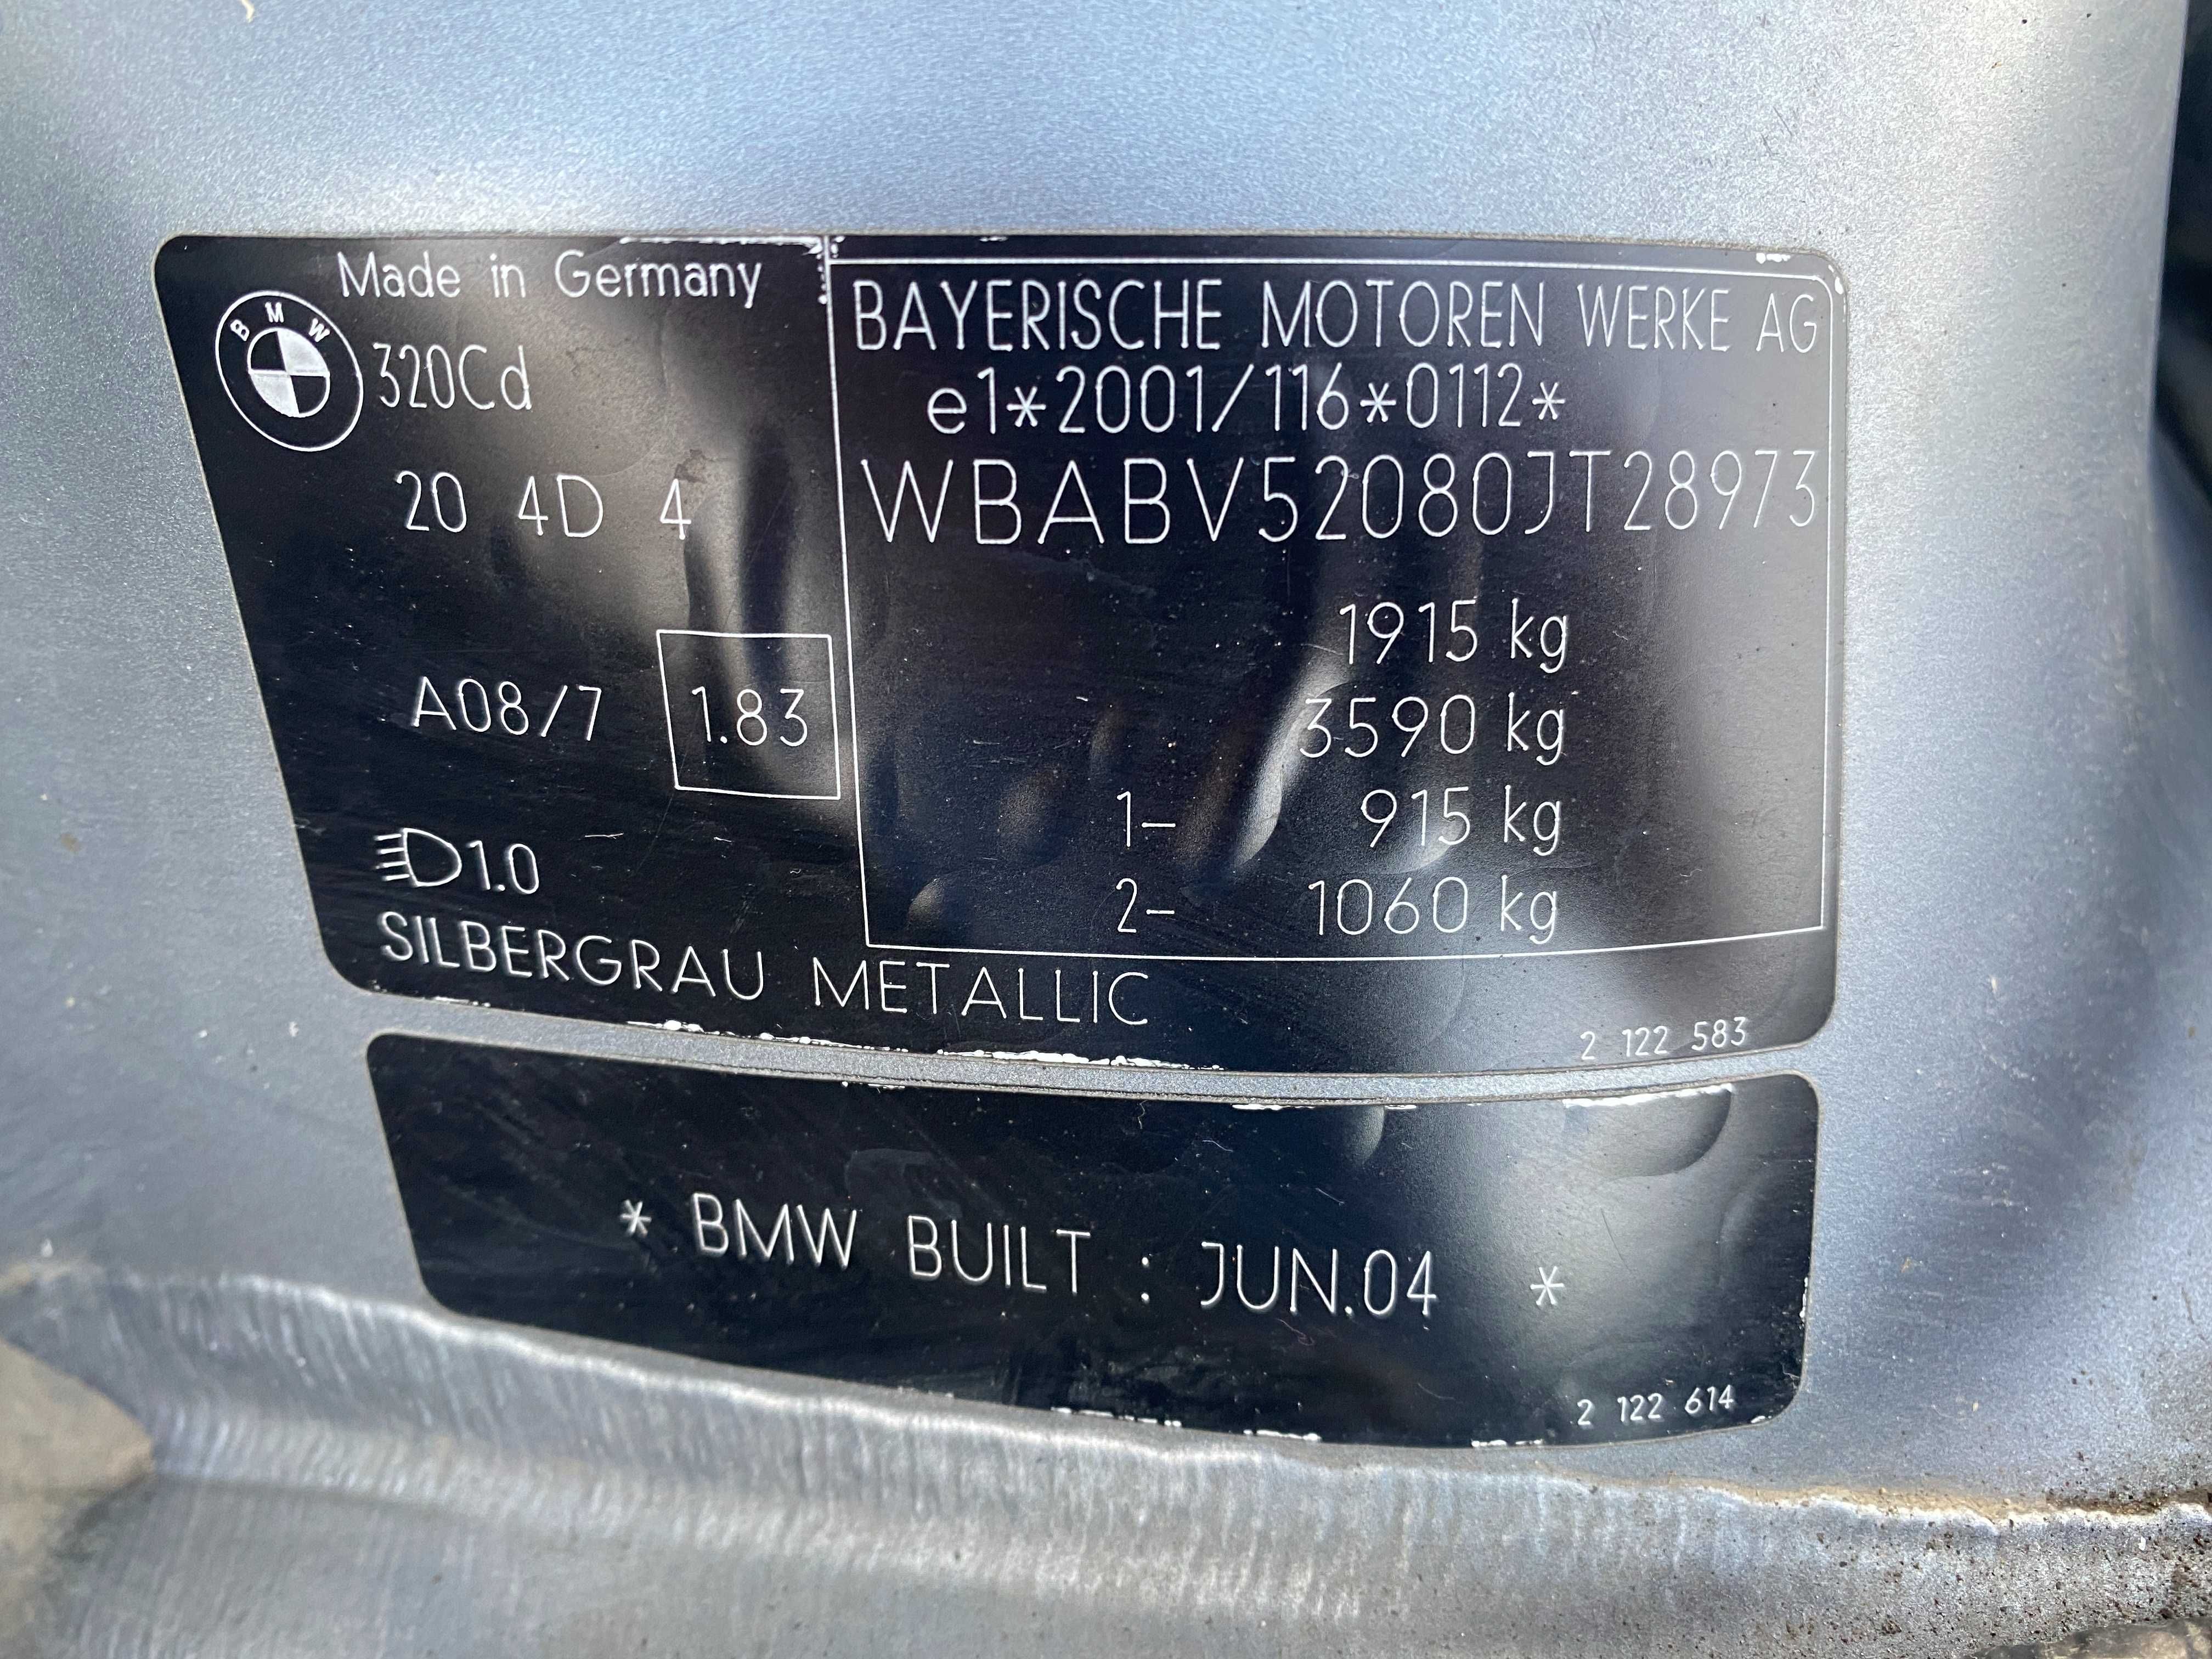 Made in Germany
BMW
320Cd
20 4D 4
A08/7 1.83
1.0
SILBERGRAU METALLIC
BAYERISCHE MOTOREN WERKE AG
e1*2001/116*0112*
WBABV52080JT28973
1915 kg
3590 kg
1- 915 kg
2- 1060 kg
2 122 583
* BMW BUILT : JUN.04 *
2 122 614